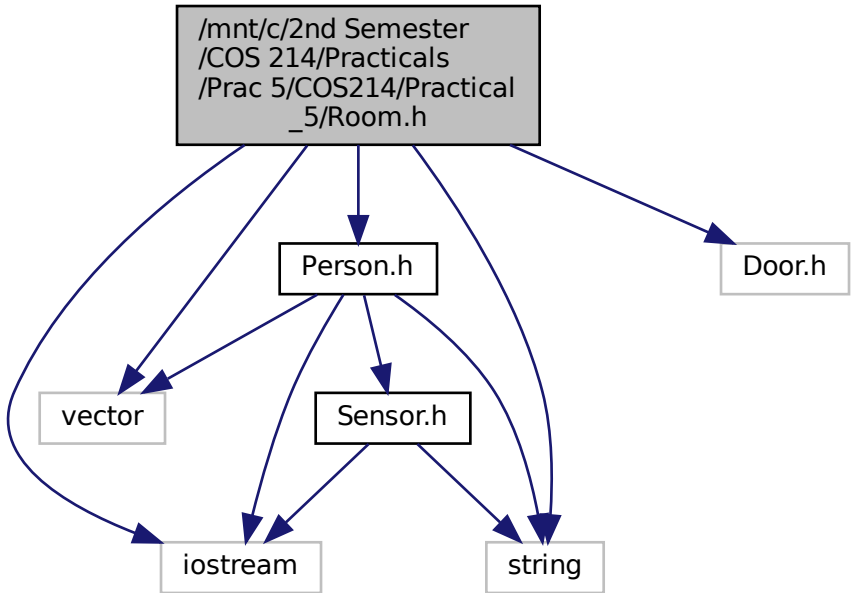 /mnt/c/2nd Semester
/COS 214/Practicals
/Prac 5/COS214/Practical
_5/Room.h
Person.h
Door.h
vector
Sensor.h
iostream
string